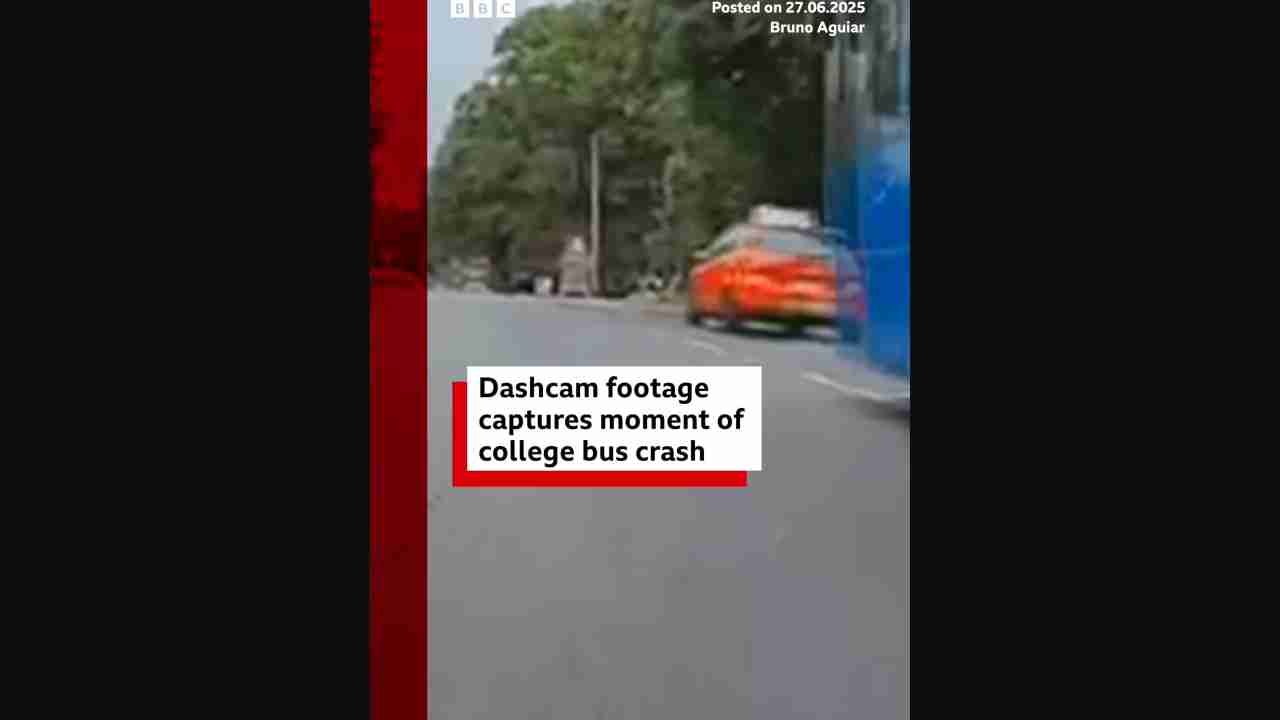 BBC
Posted on 27.06.2025
Bruno Aguiar
Dashcam footage
captures moment of
college bus crash